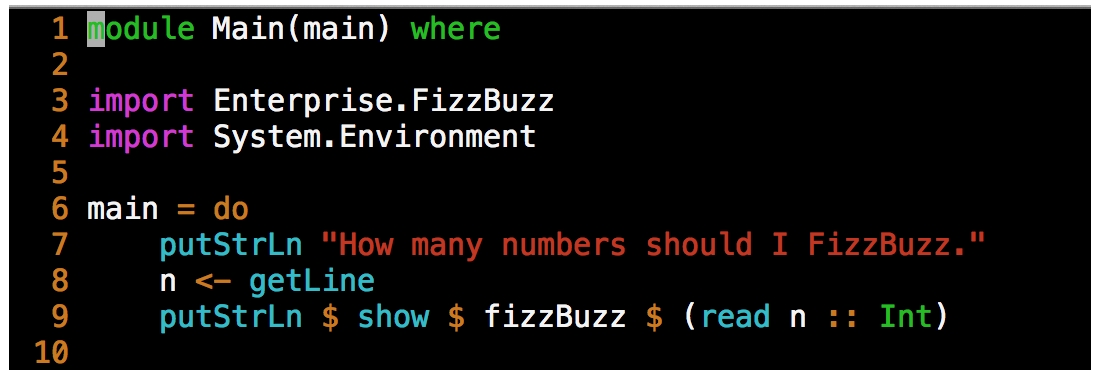 1 module Main(main) where
2
3 import Enterprise.FizzBuzz
4 import System.Environment
5
6 main = do
7     putStrLn "How many numbers should I FizzBuzz."
8     n <- getLine
9     putStrLn $ show $ fizzBuzz $ (read n :: Int)
10